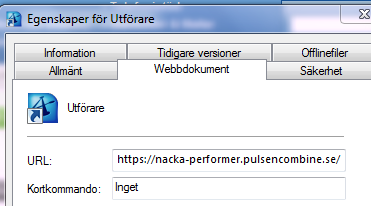 Egenskaper för Utförare
Information Tidigare versioner Offlinefiler
Allmänt Webbdokument Säkerhet
Utförare
URL: https://nacka-performer.pulsencombine.se/
Kortkommando: Inget